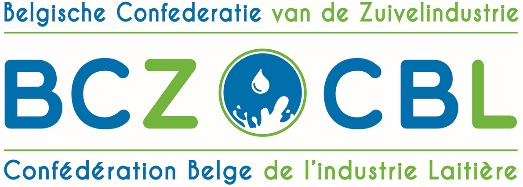 Belgische Confederatie van de Zuivelindustrie
BCZ CBL
Confédération Belge de l'industrie Laitière